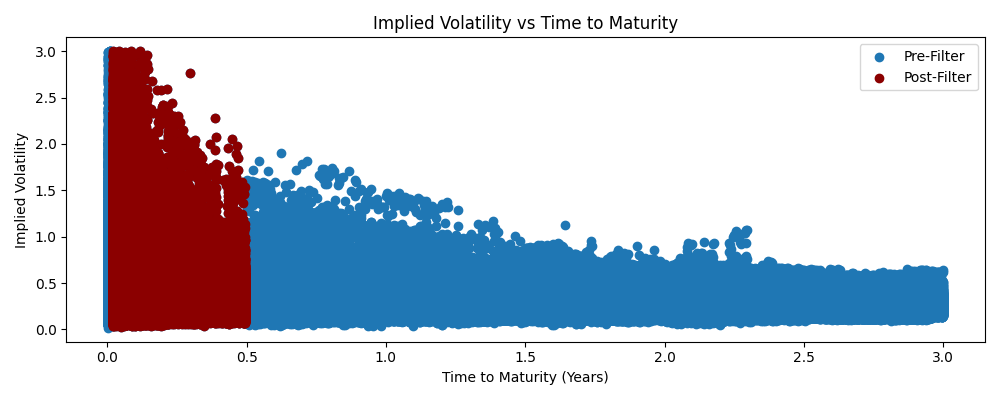 Implied Volatility vs Time to Maturity
Pre-Filter
Post-Filter
Implied Volatility
3.0
2.5
2.0
1.5
1.0
0.5
0.0
0.0 0.5 1.0 1.5 2.0 2.5 3.0
Time to Maturity (Years)